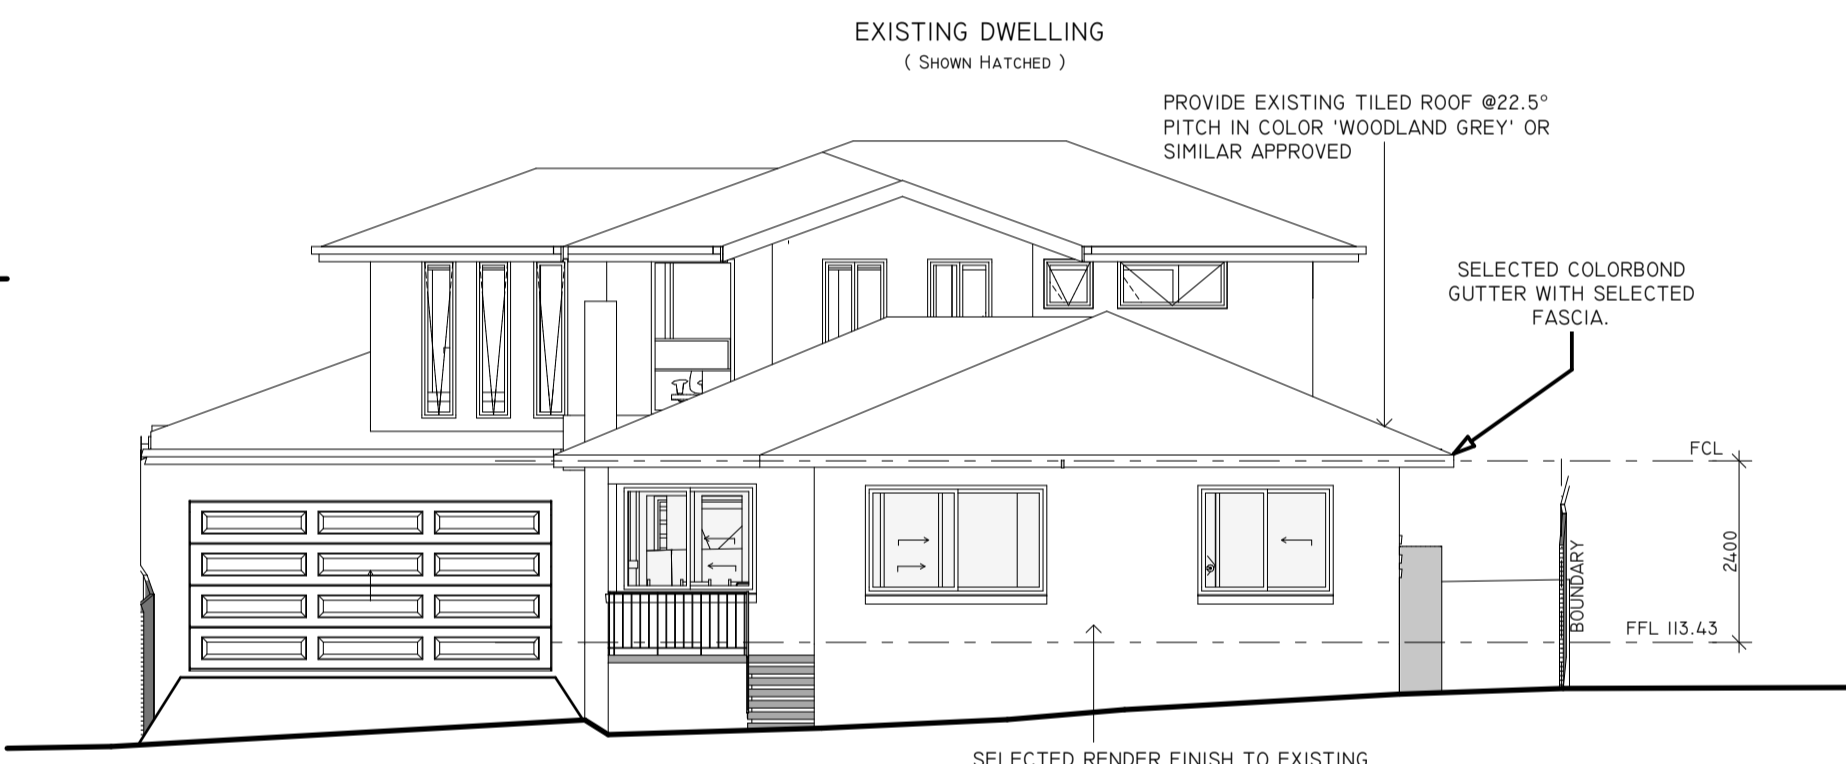 EXISTING DWELLING
( SHOWN HATCHED )
PROVIDE EXISTING TILED ROOF @22.5°
PITCH IN COLOR 'WOODLAND GREY' OR
SIMILAR APPROVED
SELECTED COLORBOND
GUTTER WITH SELECTED
FASCIA.
FCL
2400
BOUNDARY
FFL 113.43
SELECTED RENDER FINISH TO EXISTING